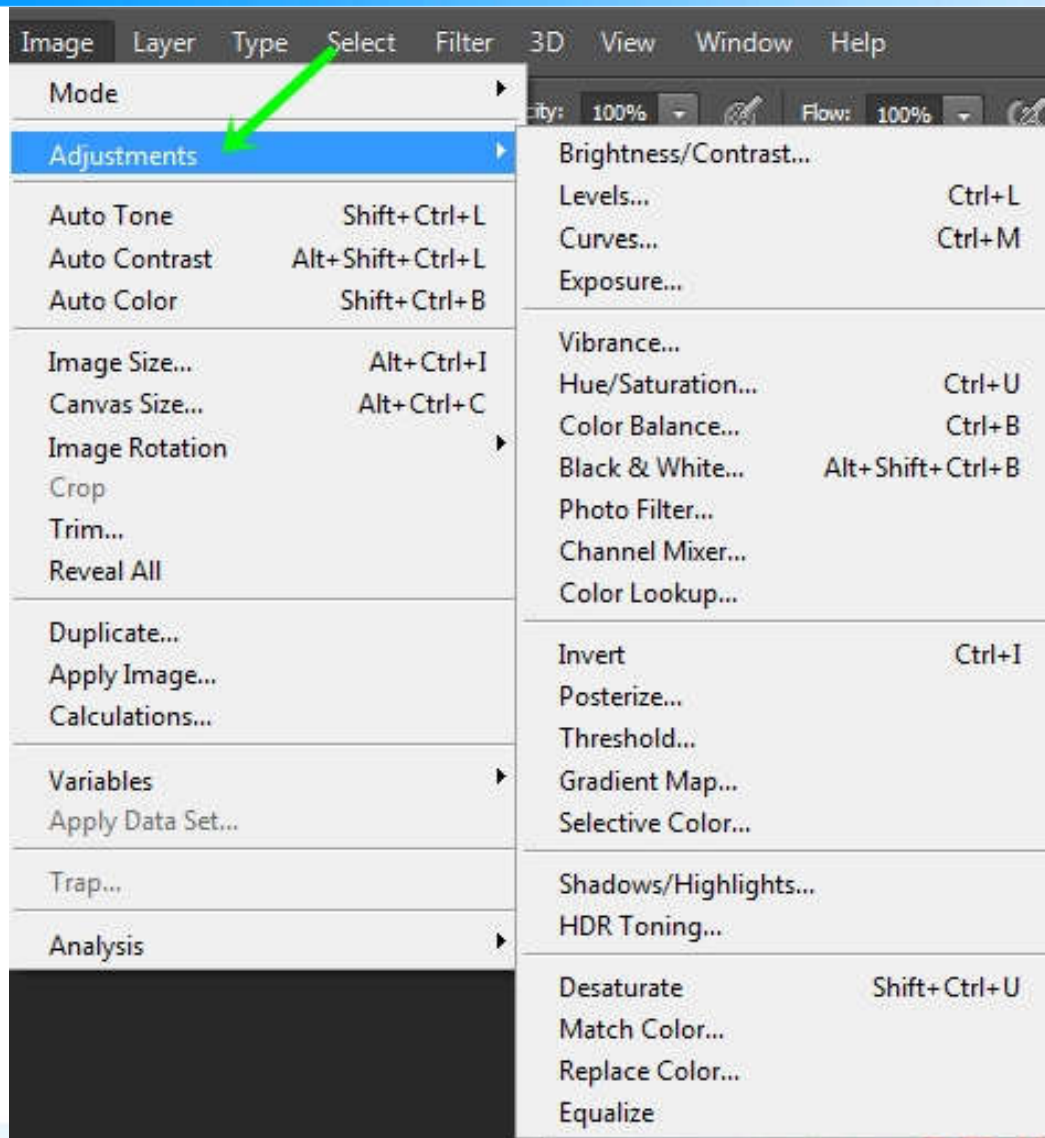 Image Layer Type Select Filter 3D View Window Help
Mode
city: 100% Flow: 100%
Adjustments
Auto Tone Shift+Ctrl+L
Auto Contrast Alt+Shift+Ctrl+L
Auto Color Shift+Ctrl+B
Image Size... Alt+Ctrl+I
Canvas Size... Alt+Ctrl+C
Image Rotation
Crop
Trim...
Reveal All
Duplicate...
Apply Image...
Calculations...
Variables
Apply Data Set...
Trap...
Analysis
Brightness/Contrast...
Levels... Ctrl+L
Curves... Ctrl+M
Exposure...
Vibrance...
Hue/Saturation... Ctrl+U
Color Balance... Ctrl+B
Black & White... Alt+Shift+Ctrl+B
Photo Filter...
Channel Mixer...
Color Lookup...
Invert Ctrl+I
Posterize...
Threshold...
Gradient Map...
Selective Color...
Shadows/Highlights...
HDR Toning...
Desaturate Shift+Ctrl+U
Match Color...
Replace Color...
Equalize